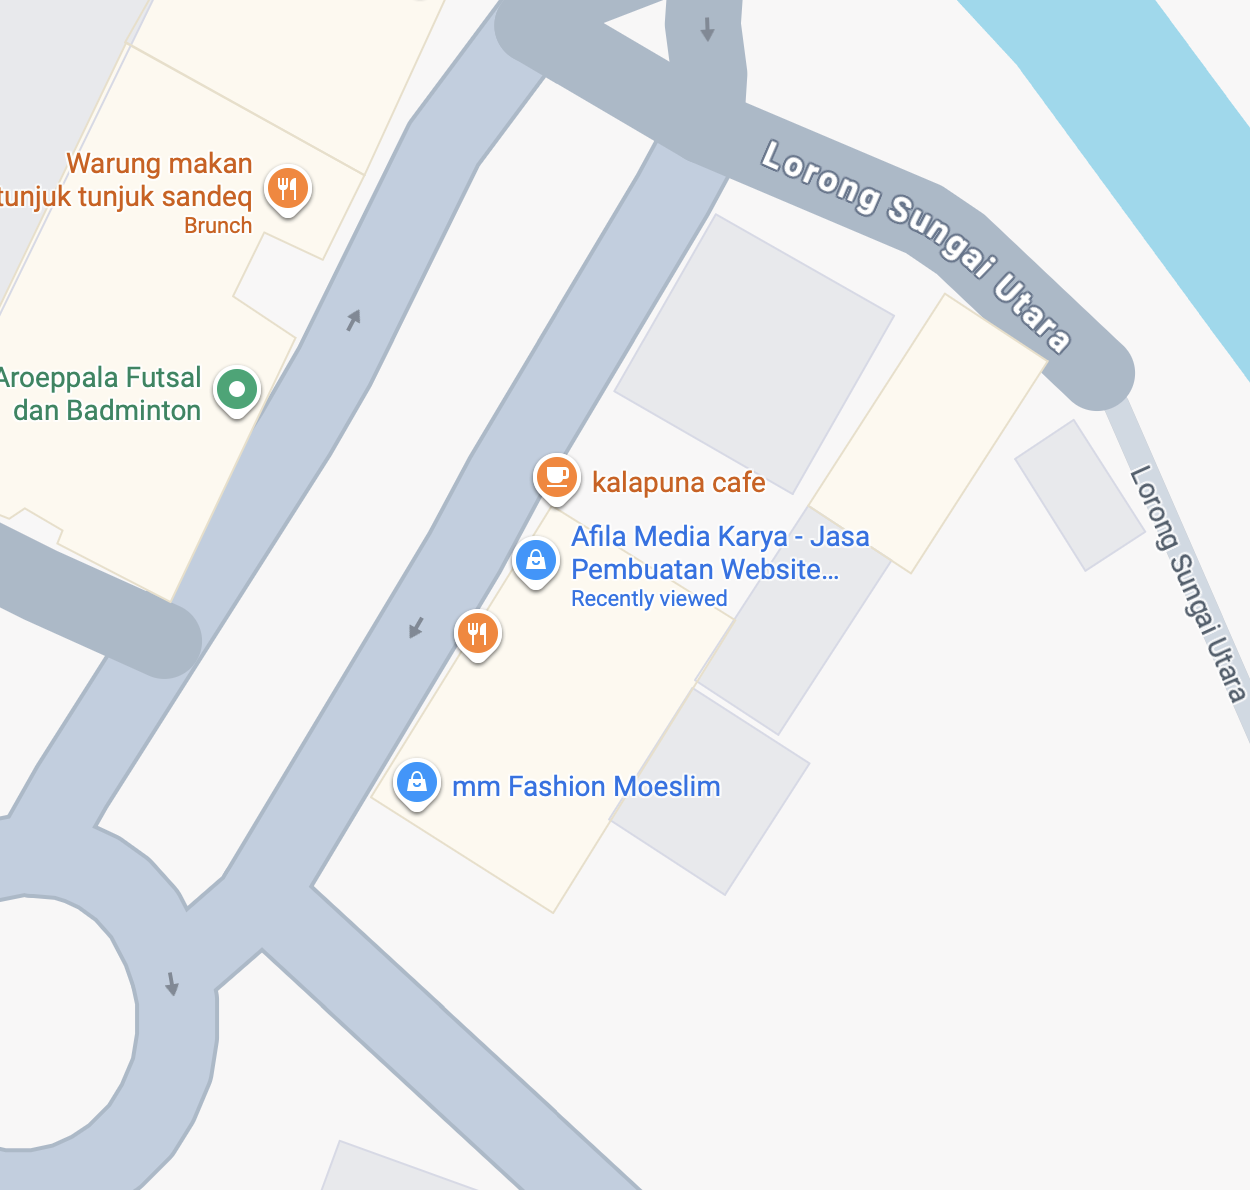 Lorong Sungai Utara
Warung makan
tunjuk tunjuk sandeq
Brunch
Aroeppala Futsal
dan Badminton
kalapuna cafe
Afila Media Karya - Jasa
Pembuatan Website...
Recently viewed
Lorong Sungai Utara
mm Fashion Moeslim